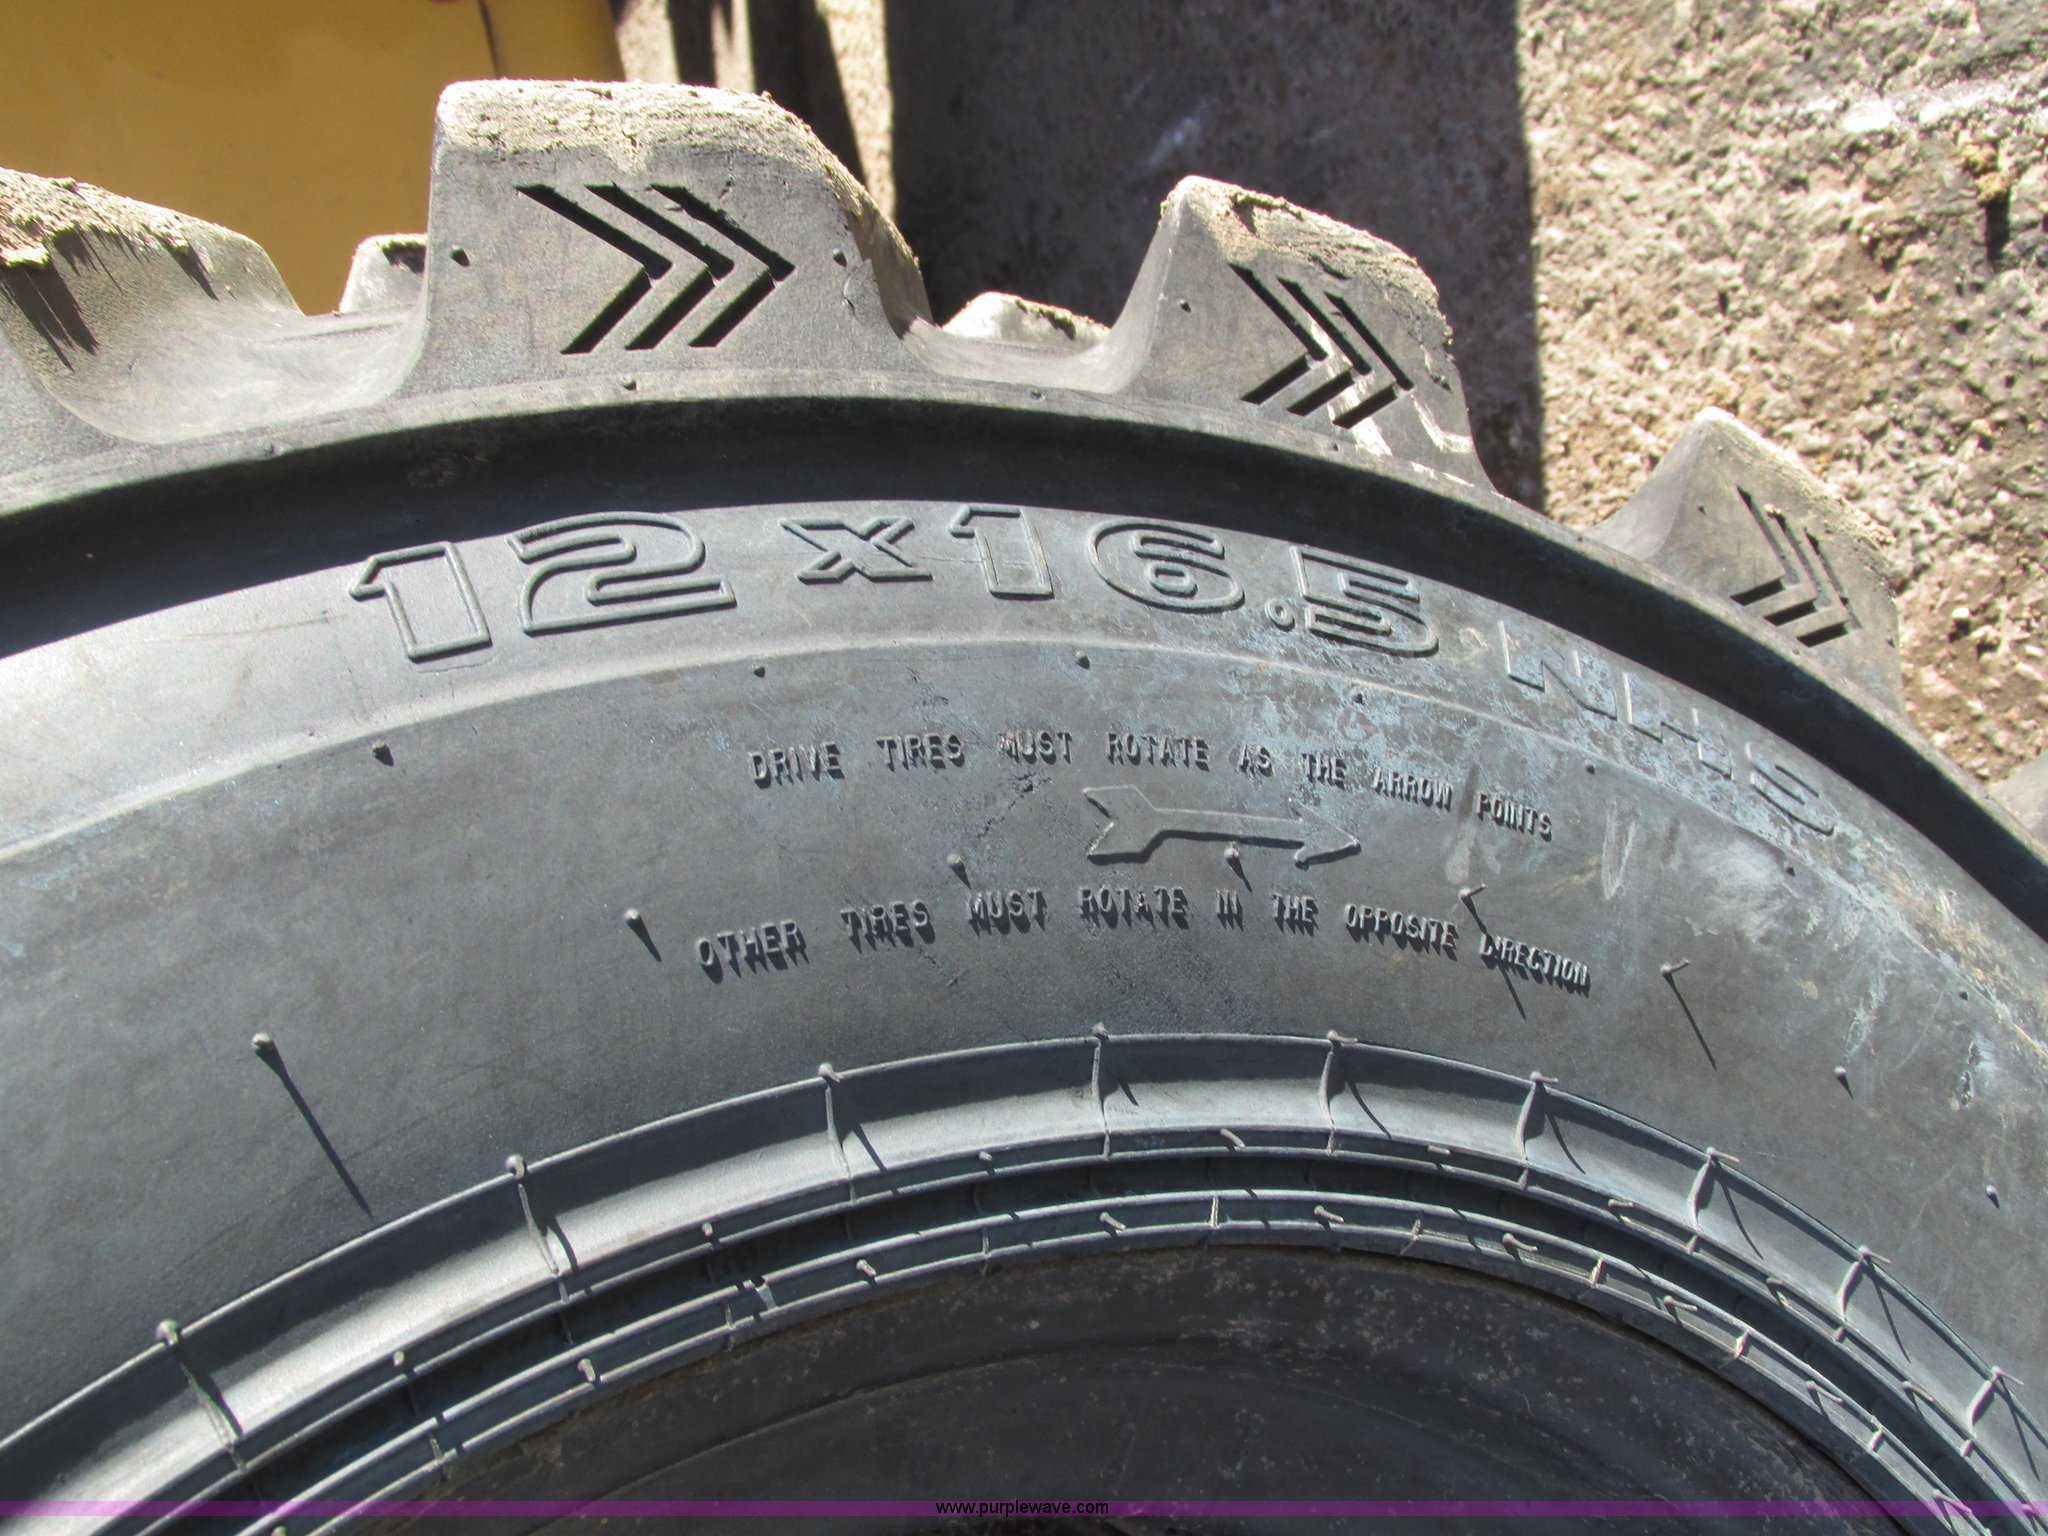 12x16.5 NHS
DRIVE TIRES MUST ROTATE AS THE ARROW POINTS
OTHER TIRES MUST ROTATE IN THE OPPOSITE DIRECTION
www.purplewave.com